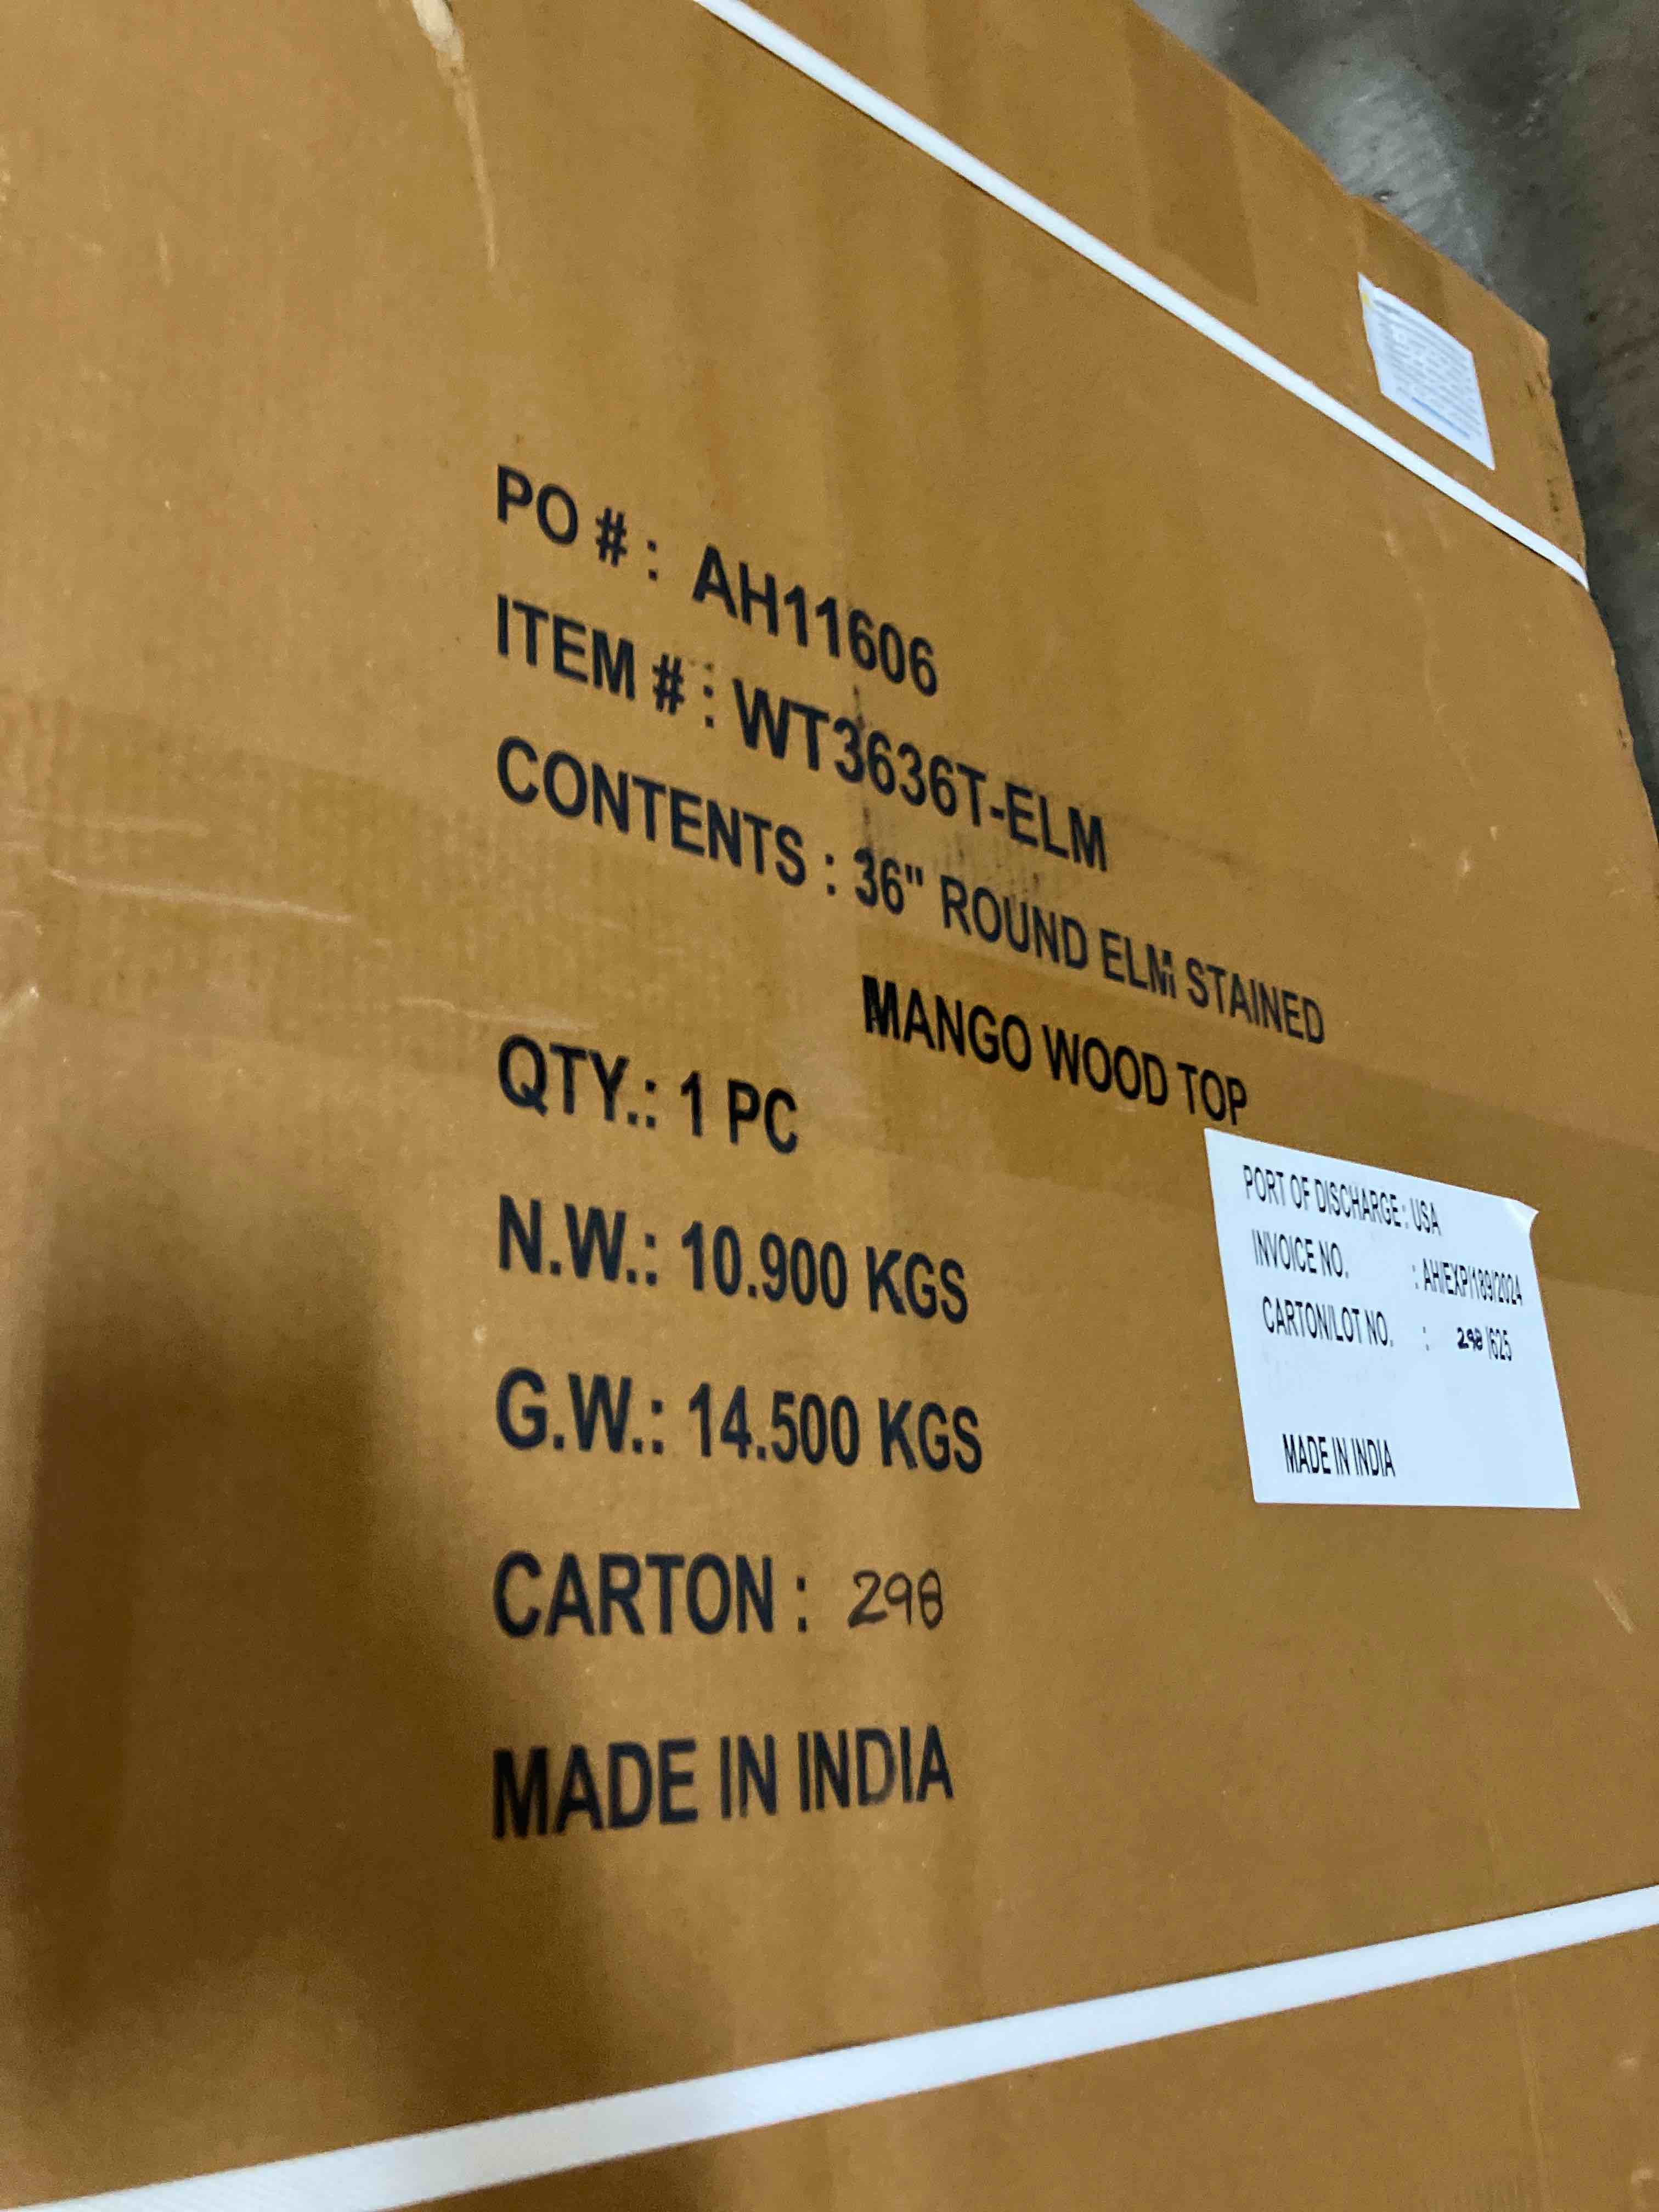 PO # : AH11606
ITEM # : WT3636T-ELM
CONTENTS : 36" ROUND ELM STAINED
MANGO WOOD TOP
QTY.: 1 PC
N.W.: 10.900 KGS
G.W.: 14.500 KGS
CARTON : 298
MADE IN INDIA
PORT OF DISCHARGE : USA
INVOICE NO. : AH/EXP/189/2024
CARTON/LOT NO. : 298 /625
MADE IN INDIA